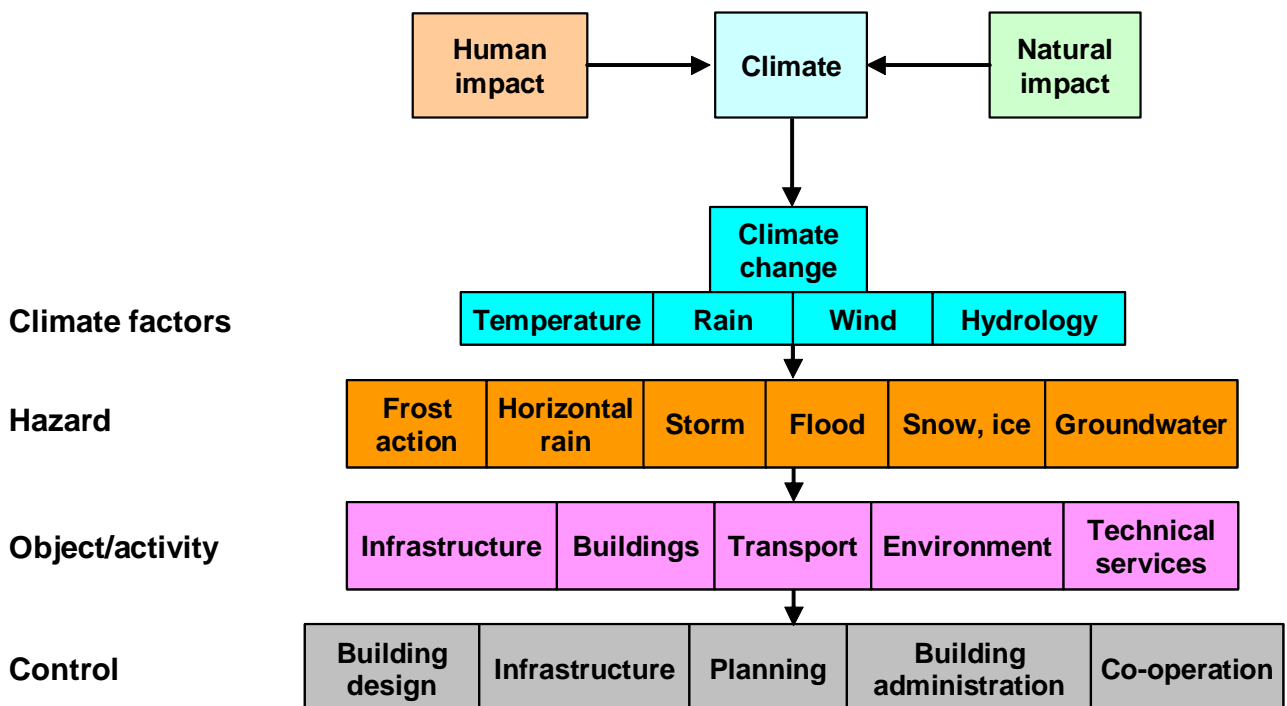 Human
impact
Climate
Natural
impact
Climate
change
Climate factors
Temperature
Rain
Wind
Hydrology
Hazard
Frost
action
Horizontal
rain
Storm
Flood
Snow, ice
Groundwater
Object/activity
Infrastructure
Buildings
Transport
Environment
Technical
services
Control
Building
design
Infrastructure
Planning
Building
administration
Co-operation